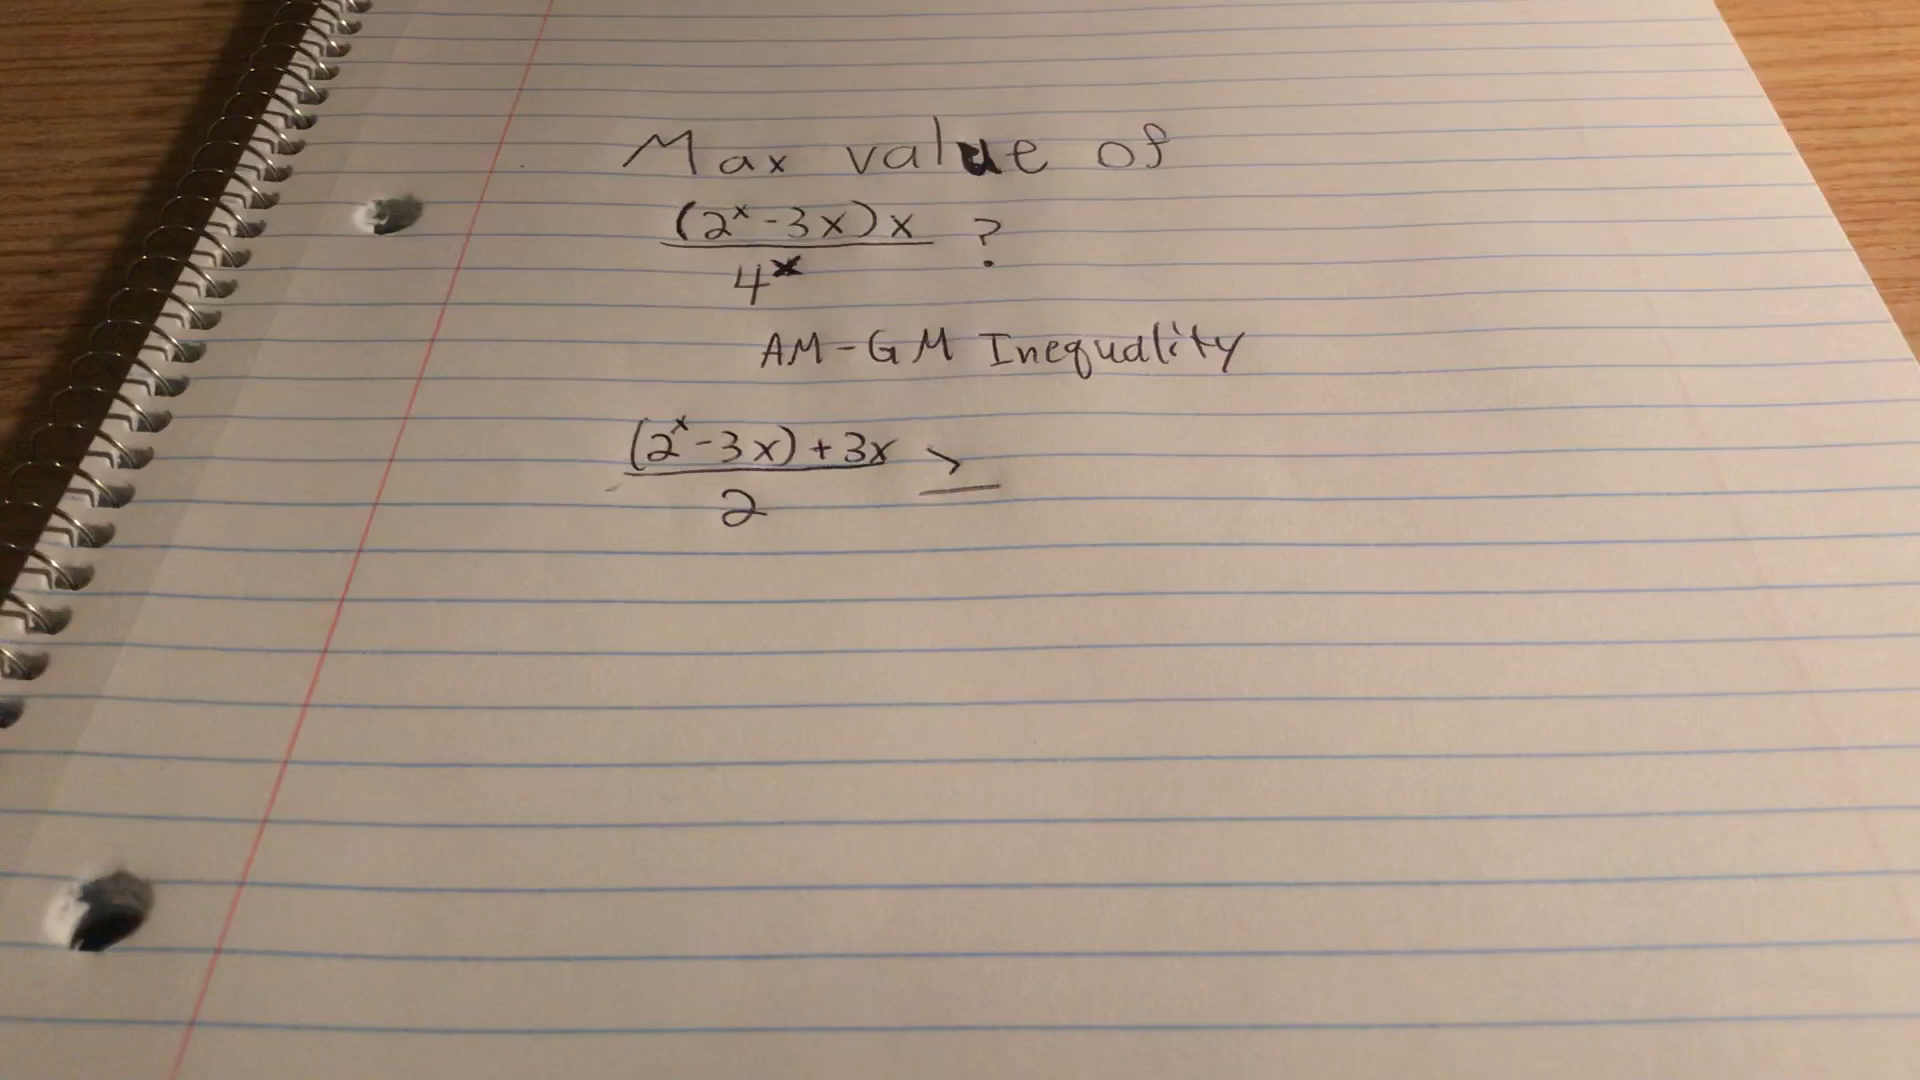 Max value of
(2^x - 3x)x / 4^x ?
AM-GM Inequality
(2^x - 3x) + 3x / 2 ≥